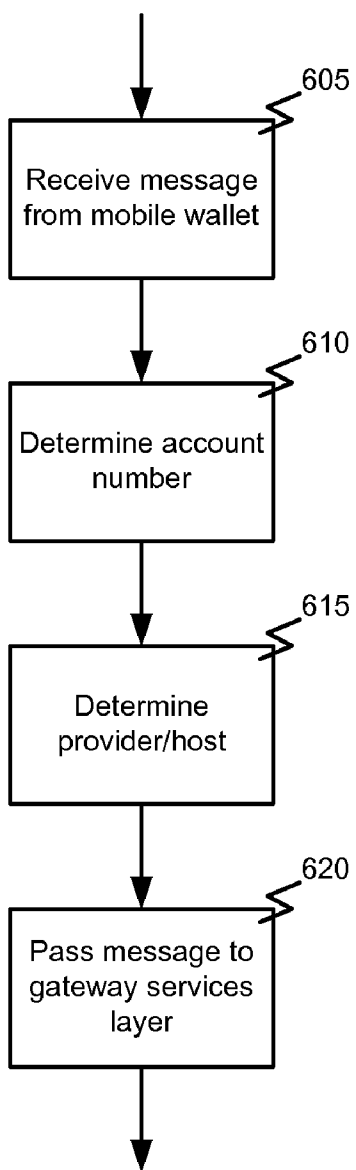 605
Receive message
from mobile wallet
610
Determine account
number
615
Determine
provider/host
620
Pass message to
gateway services
layer